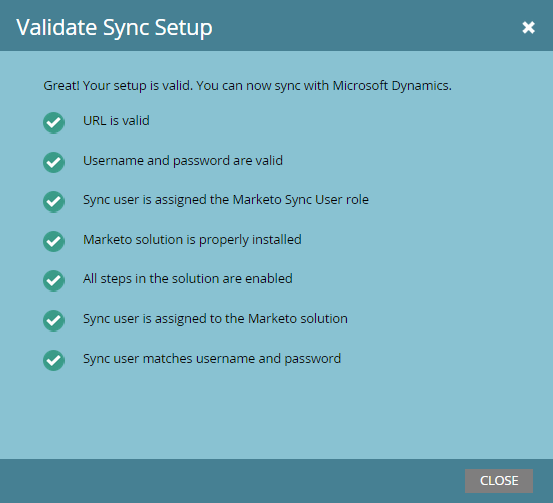 Validate Sync Setup
Great! Your setup is valid. You can now sync with Microsoft Dynamics.
URL is valid
Username and password are valid
Sync user is assigned the Marketo Sync User role
Marketo solution is properly installed
All steps in the solution are enabled
Sync user is assigned to the Marketo solution
Sync user matches username and password
CLOSE